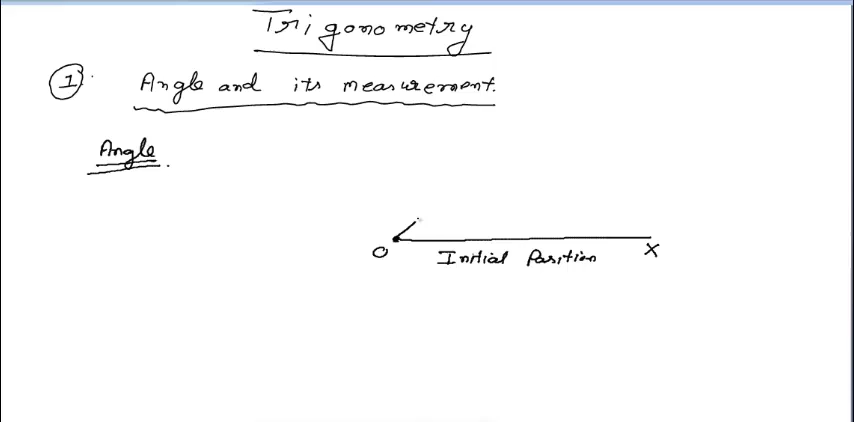 Trigonometry
① Angle and its measurement.
Angle.
O Initial Position X